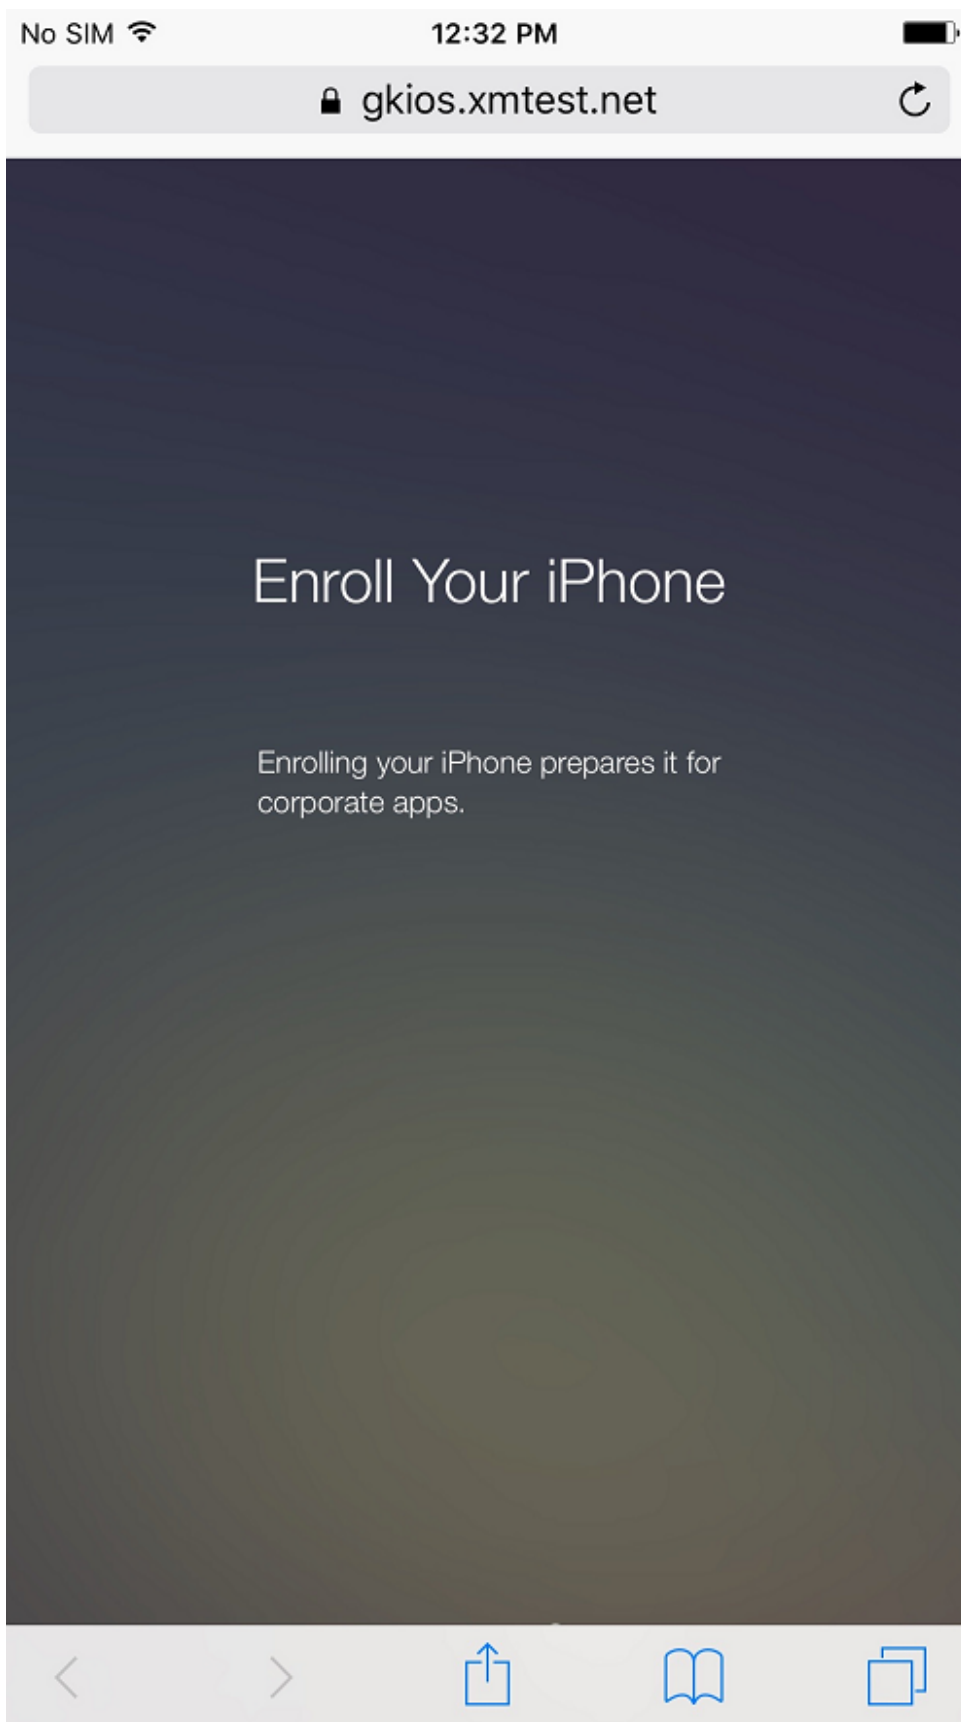 No SIM
12:32 PM
gkios.xmtest.net
Enroll Your iPhone
Enrolling your iPhone prepares it for
corporate apps.